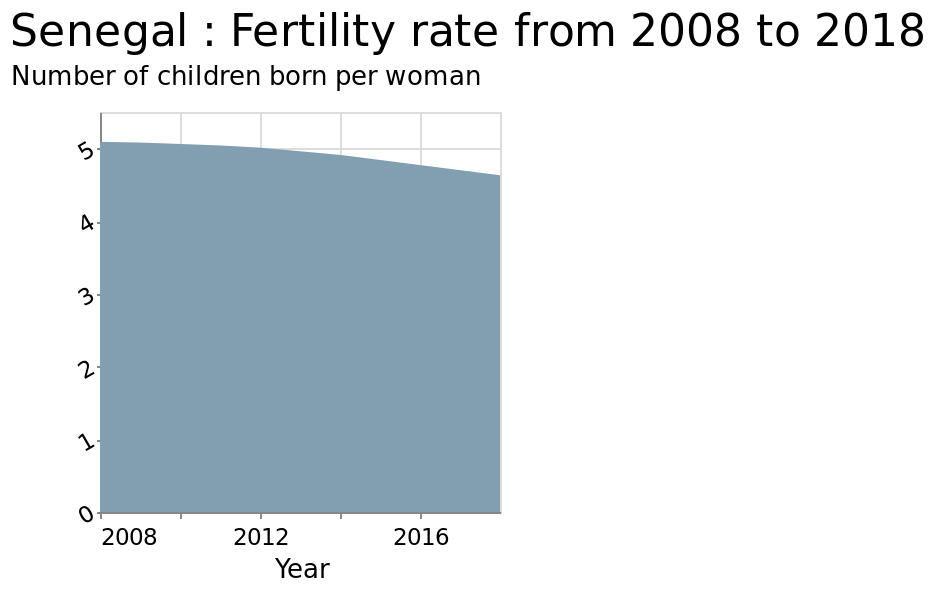 Senegal : Fertility rate from 2008 to 2018
Number of children born per woman
5
4
3
2
1
0
2008 2012 2016
Year